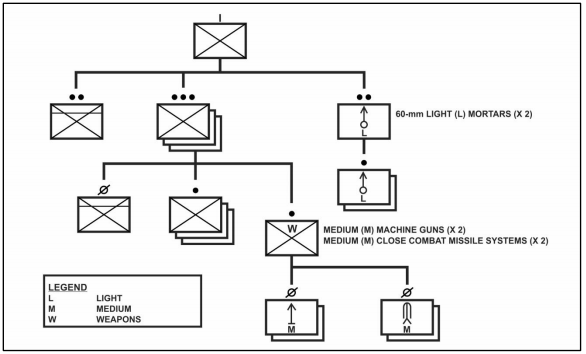 60-mm LIGHT (L) MORTARS (X 2)
L
L
W
MEDIUM (M) MACHINE GUNS (X 2)
MEDIUM (M) CLOSE COMBAT MISSILE SYSTEMS (X 2)
M
M
LEGEND
L LIGHT
M MEDIUM
W WEAPONS